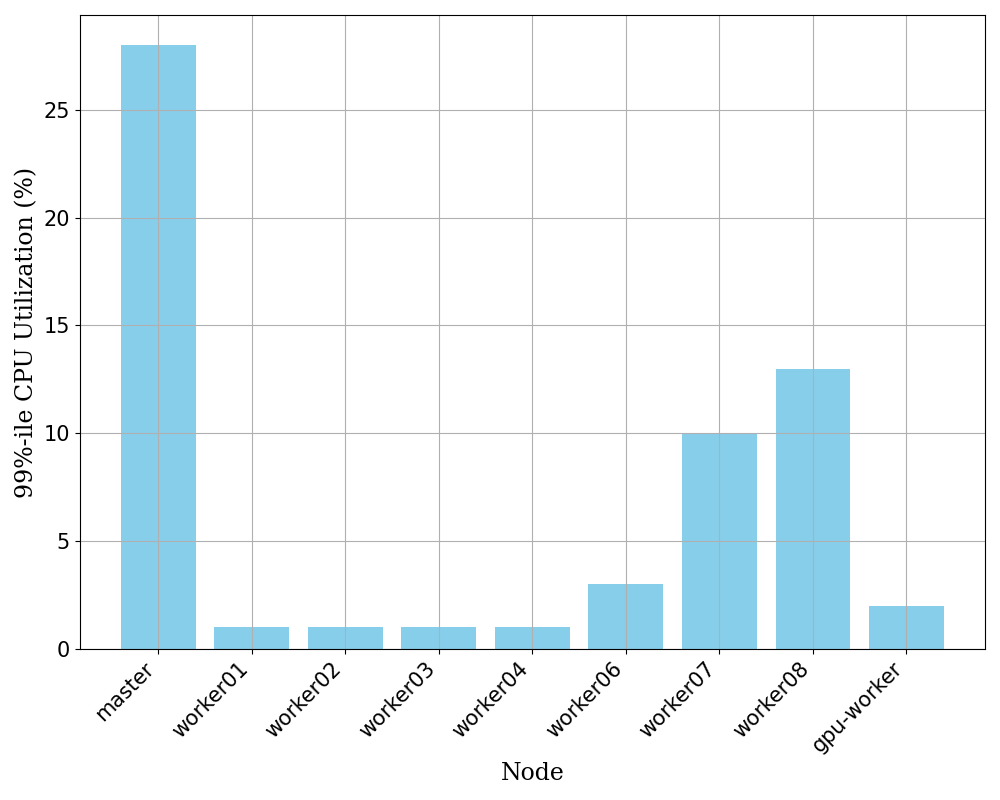 99%-ile CPU Utilization (%)
25
20
15
10
5
0
master
worker01
worker02
worker03
worker04
worker06
worker07
worker08
gpu-worker
Node